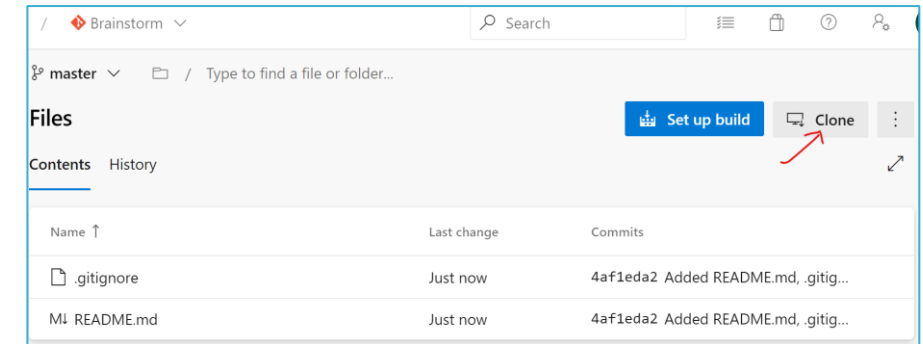 / Brainstorm Search
master / Type to find a file or folder...
Files Set up build Clone
Contents History
Name ↑ Last change Commits
.gitignore Just now 4af1eda2 Added README.md, .gitig...
M↓ README.md Just now 4af1eda2 Added README.md, .gitig...